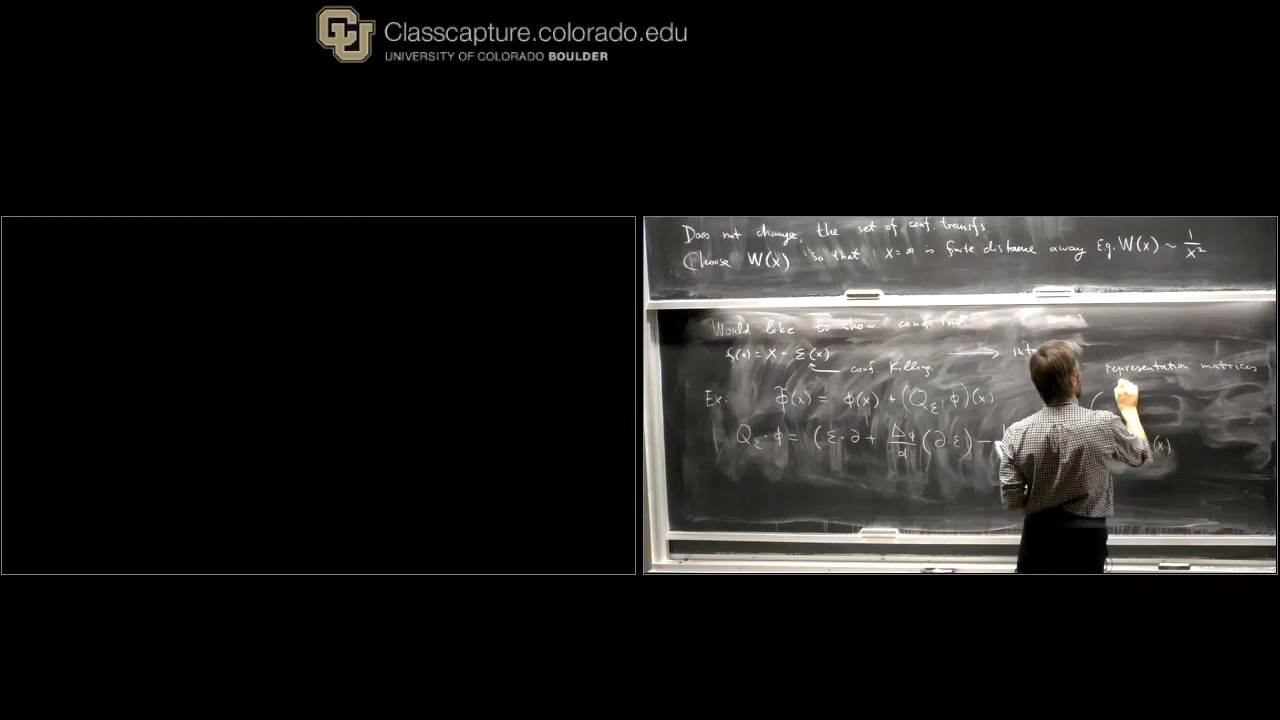 Classcapture.colorado.edu
UNIVERSITY OF COLORADO BOULDER
Does not change the set of conf. transfs
Choose W(x) so that x=∞ is finite distance away E.g. W(x) ~ 1/x²
Would like to show
f(x) = x + ε(x)
conf Killing.
representation matrices
Ex: φ̃(x) = φ(x) + (Q_ε · φ)(x)
Q_ε · φ = (ε·∂ + Δ_φ/d (∂·ε) −
(x)